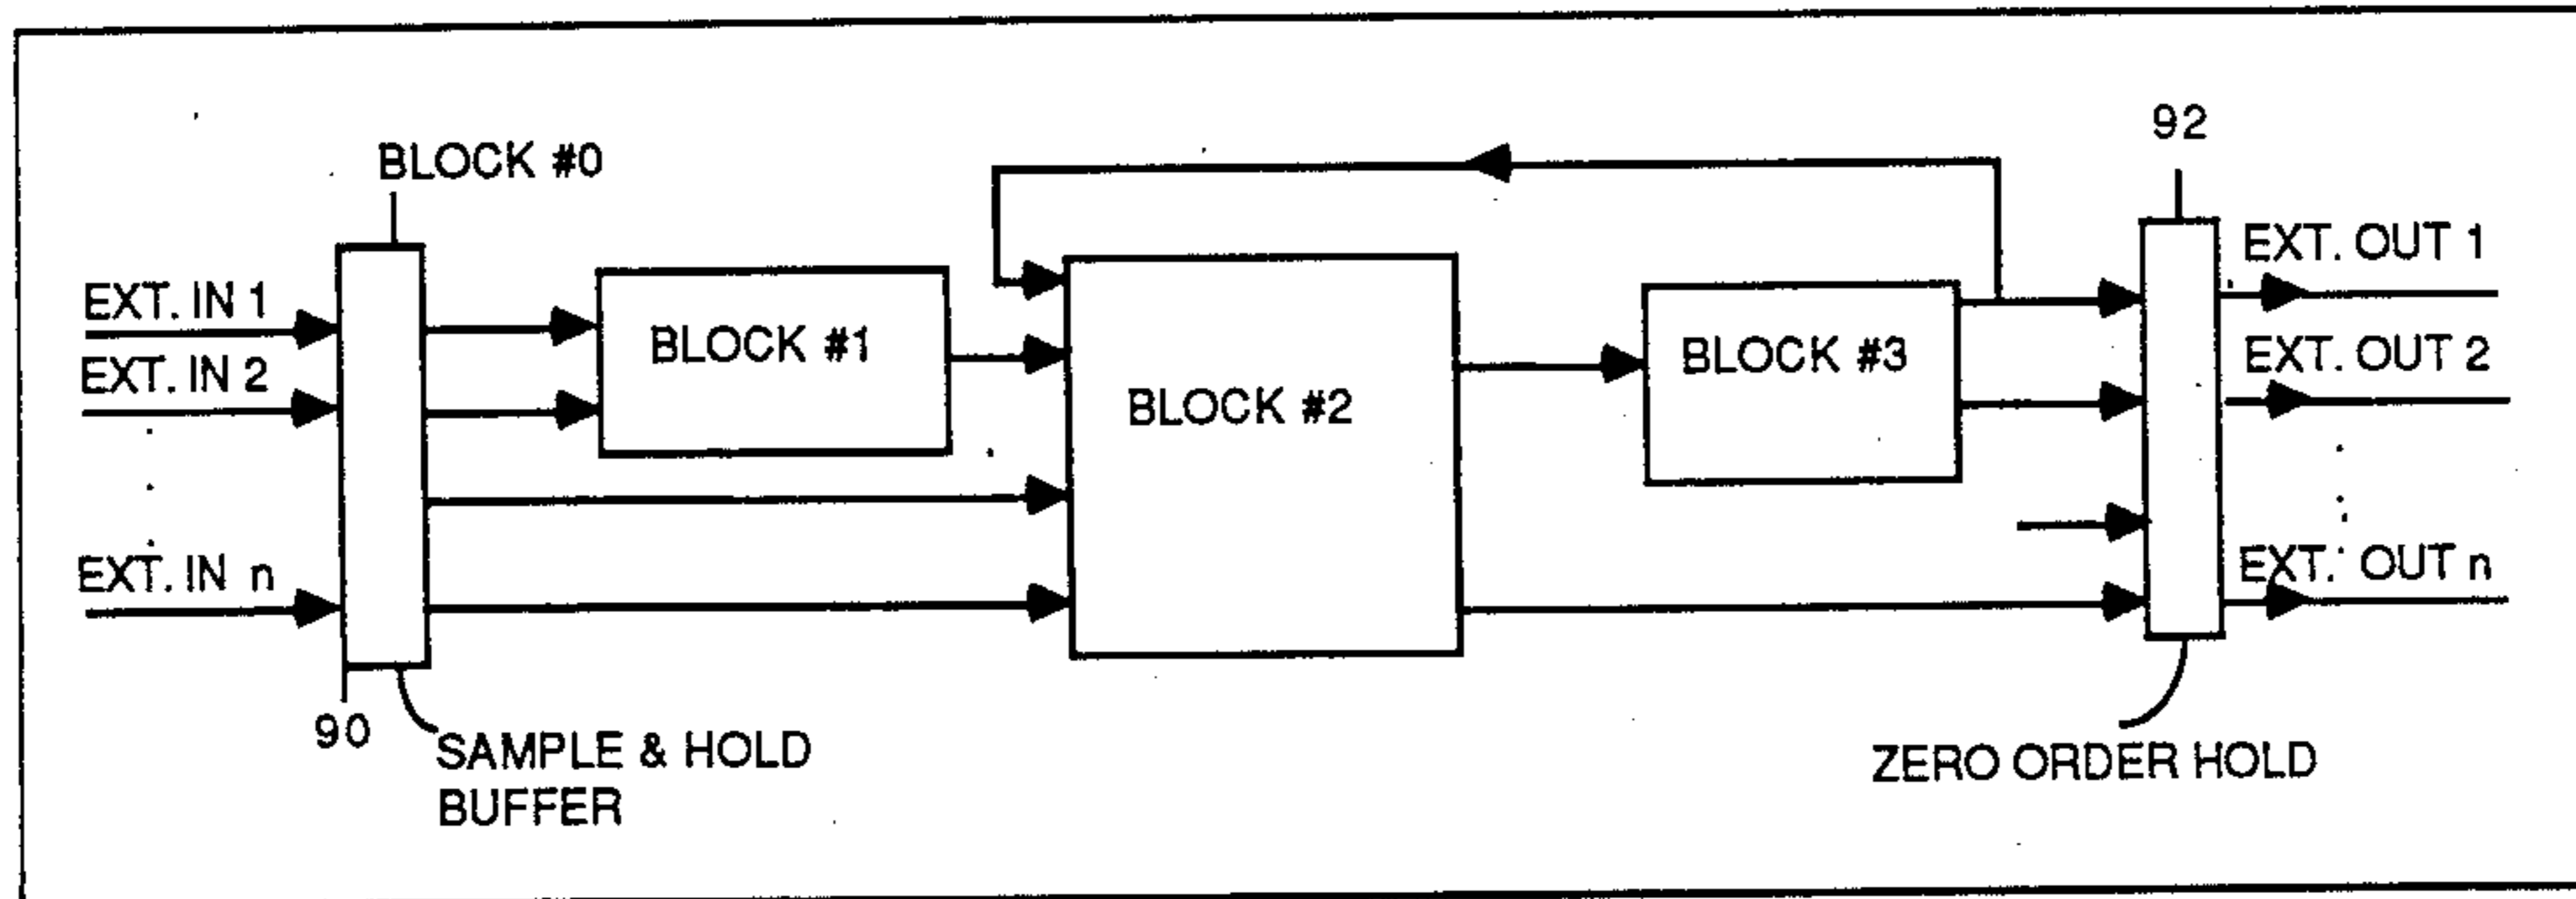 92
BLOCK #0
EXT. OUT 1
EXT. IN 1
BLOCK #1
BLOCK #3
EXT. OUT 2
EXT. IN 2
BLOCK #2
EXT. IN n
EXT. OUT n
90
SAMPLE & HOLD
BUFFER
ZERO ORDER HOLD